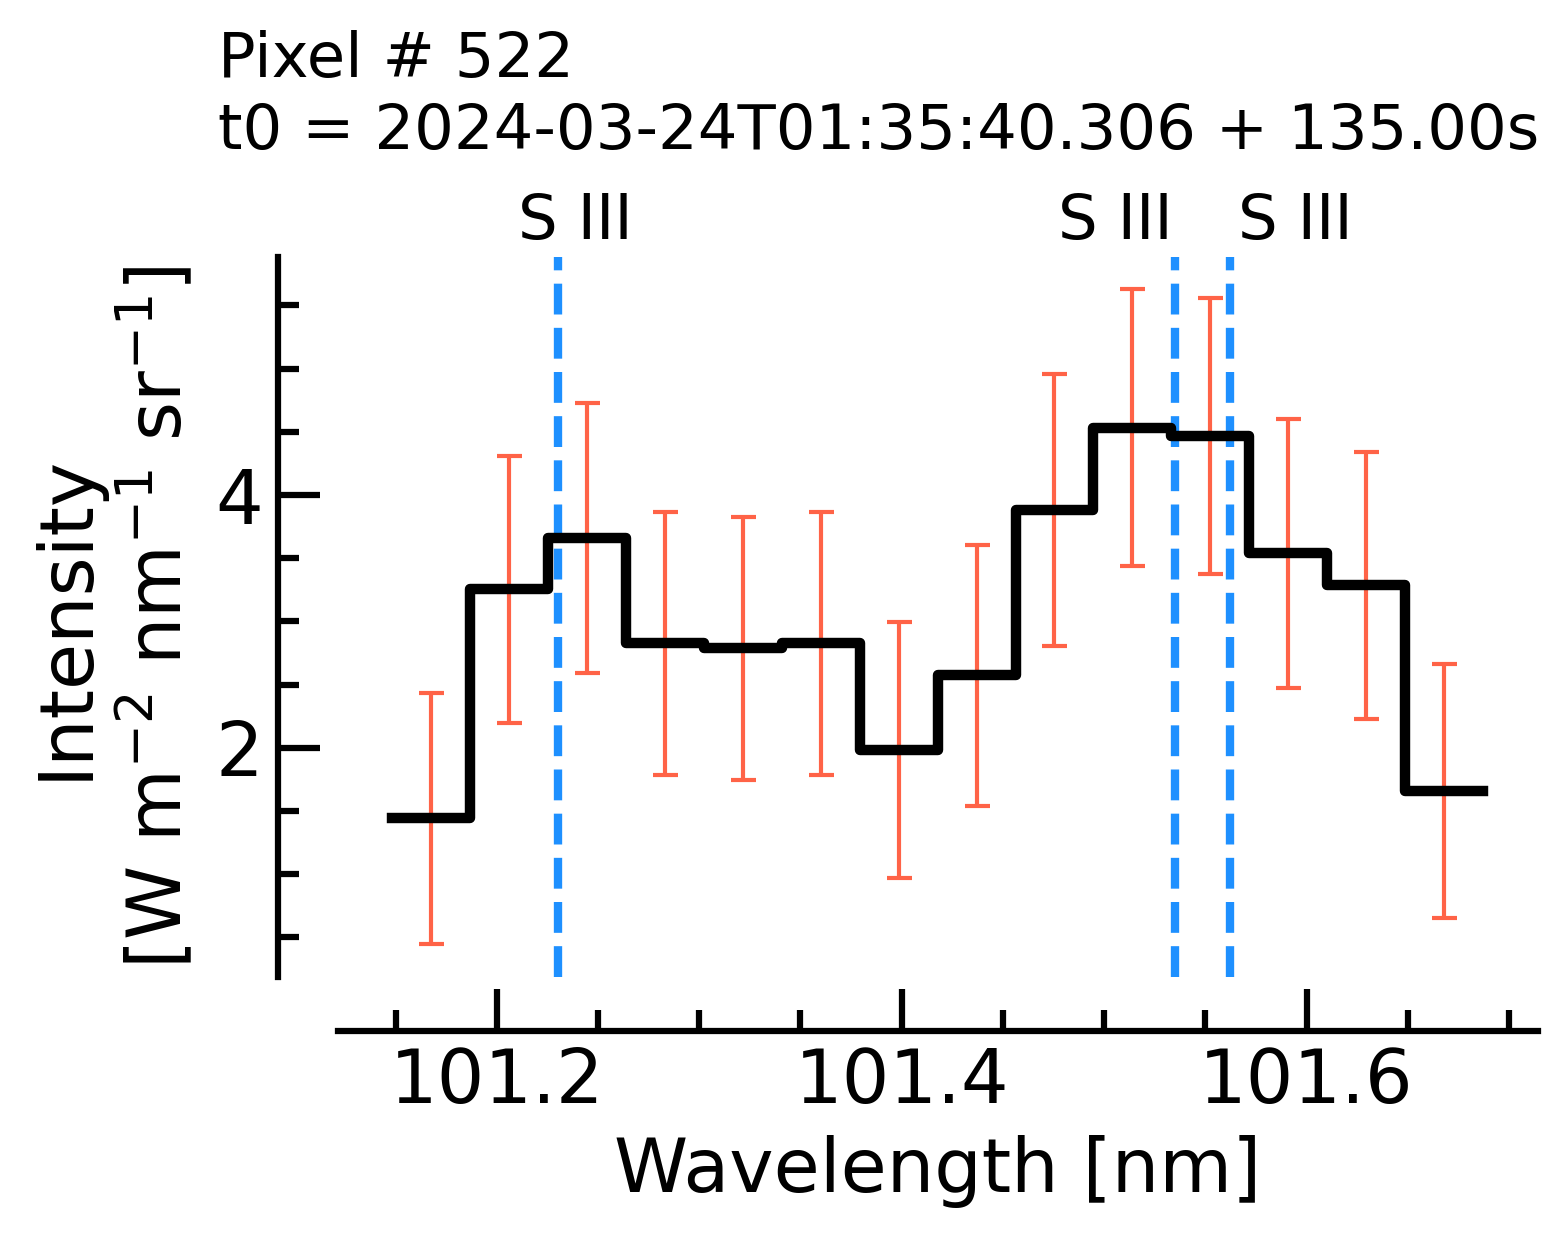 Pixel # 522
t0 = 2024-03-24T01:35:40.306 + 135.00s
S III S III S III
Intensity
[W m⁻² nm⁻¹ sr⁻¹]
4
2
101.2 101.4 101.6
Wavelength [nm]